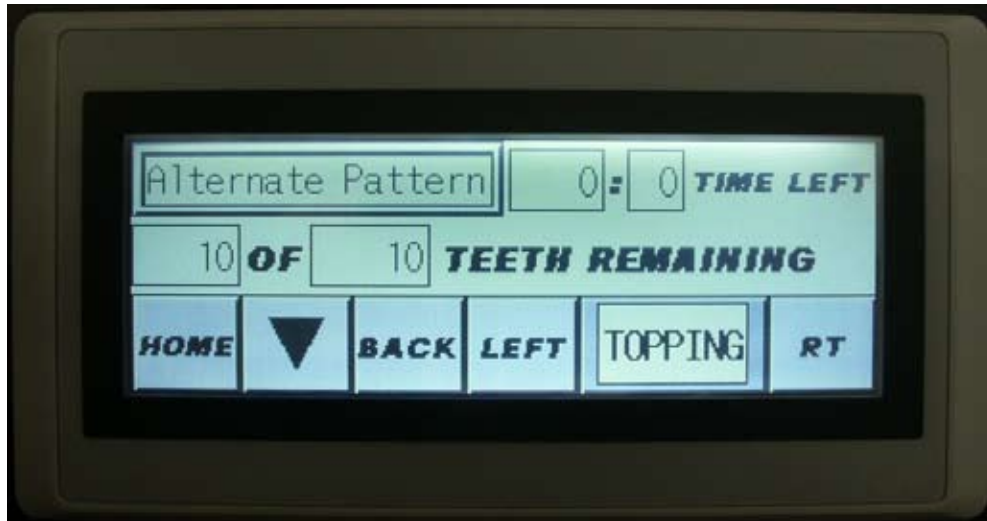 Alternate Pattern 0: 0 TIME LEFT
10 OF 10 TEETH REMAINING
HOME BACK LEFT TOPPING RT